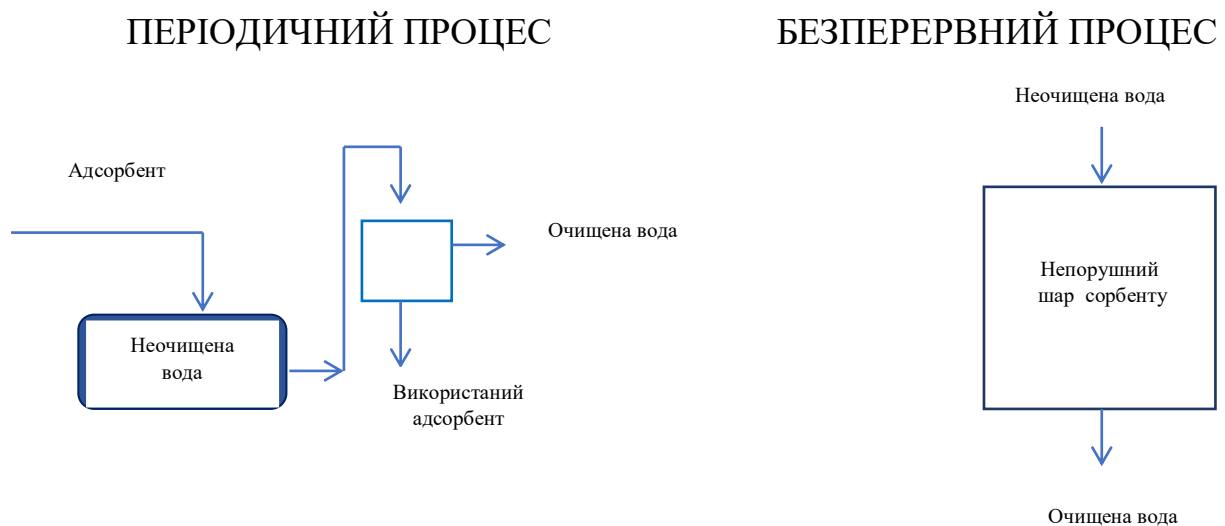 ПЕРІОДИЧНИЙ ПРОЦЕС
БЕЗПЕРЕРВНИЙ ПРОЦЕС
Адсорбент
Неочищена
вода
Очищена вода
Використаний
адсорбент
Неочищена вода
Непорушний
шар сорбенту
Очищена вода